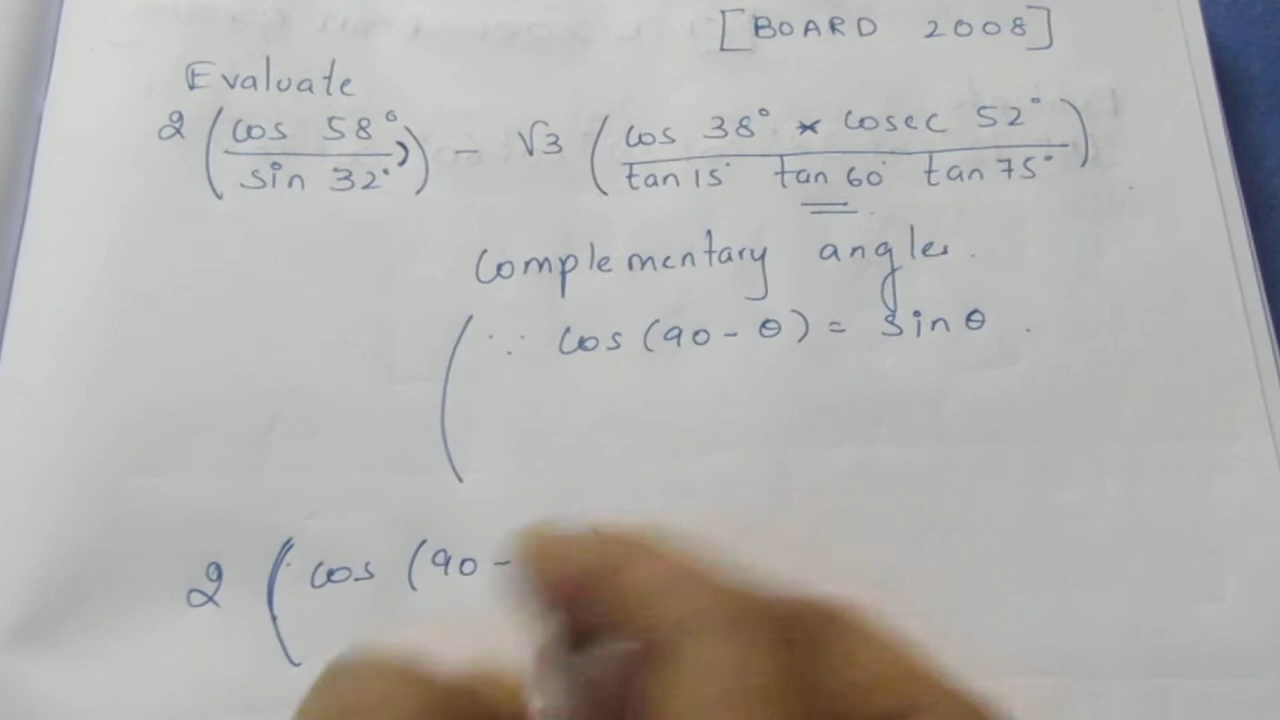 [BOARD 2008]
Evaluate
2 (cos 58° / sin 32°) - √3 (cos 38° * cosec 52° / tan 15° tan 60° tan 75°)
Complementary angles.
( ∵ cos (90 - θ) = sin θ .
2 ( cos (90 -